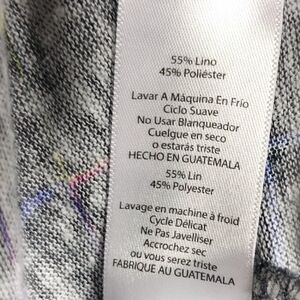 55% Lino
45% Poliéster
Lavar A Máquina En Frío
Ciclo Suave
No Usar Blanqueador
Cuelgue en seco
o estarás triste
HECHO EN GUATEMALA
55% Lin
45% Polyester
Lavage en machine à froid
Cycle Délicat
Ne Pas Javelliser
Accrochez sec
ou vous serez triste
FABRIQUE AU GUATEMALA